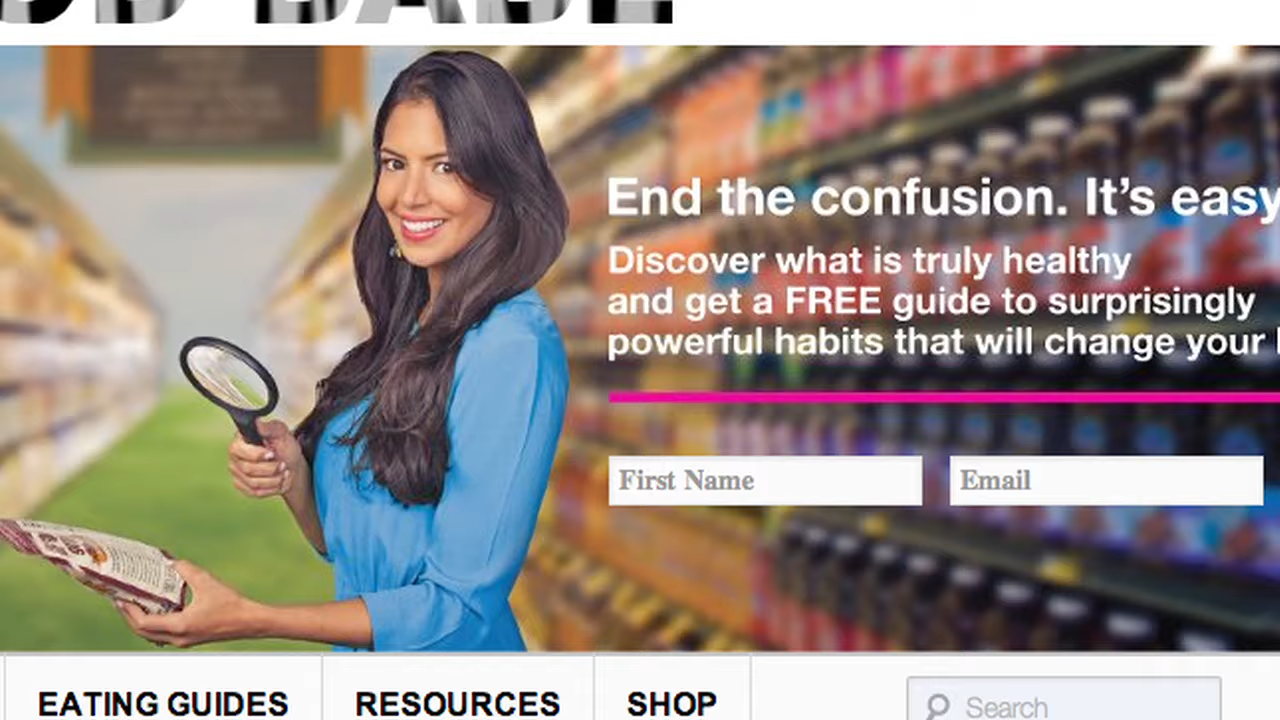 End the confusion. It's easy
Discover what is truly healthy
and get a FREE guide to surprisingly
powerful habits that will change your
First Name
Email
EATING GUIDES
RESOURCES
SHOP
Search